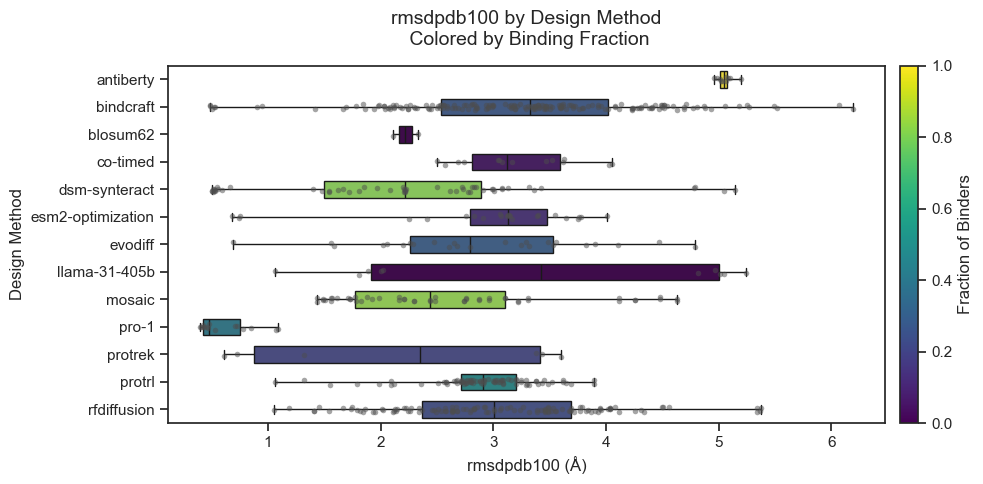 rmsdpdb100 by Design Method
Colored by Binding Fraction
Design Method
antiberty
bindcraft
blosum62
co-timed
dsm-synteract
esm2-optimization
evodiff
llama-31-405b
mosaic
pro-1
protrek
protrl
rfdiffusion
1 2 3 4 5 6
rmsdpdb100 (Å)
1.0
0.8
0.6
0.4
0.2
0.0
Fraction of Binders